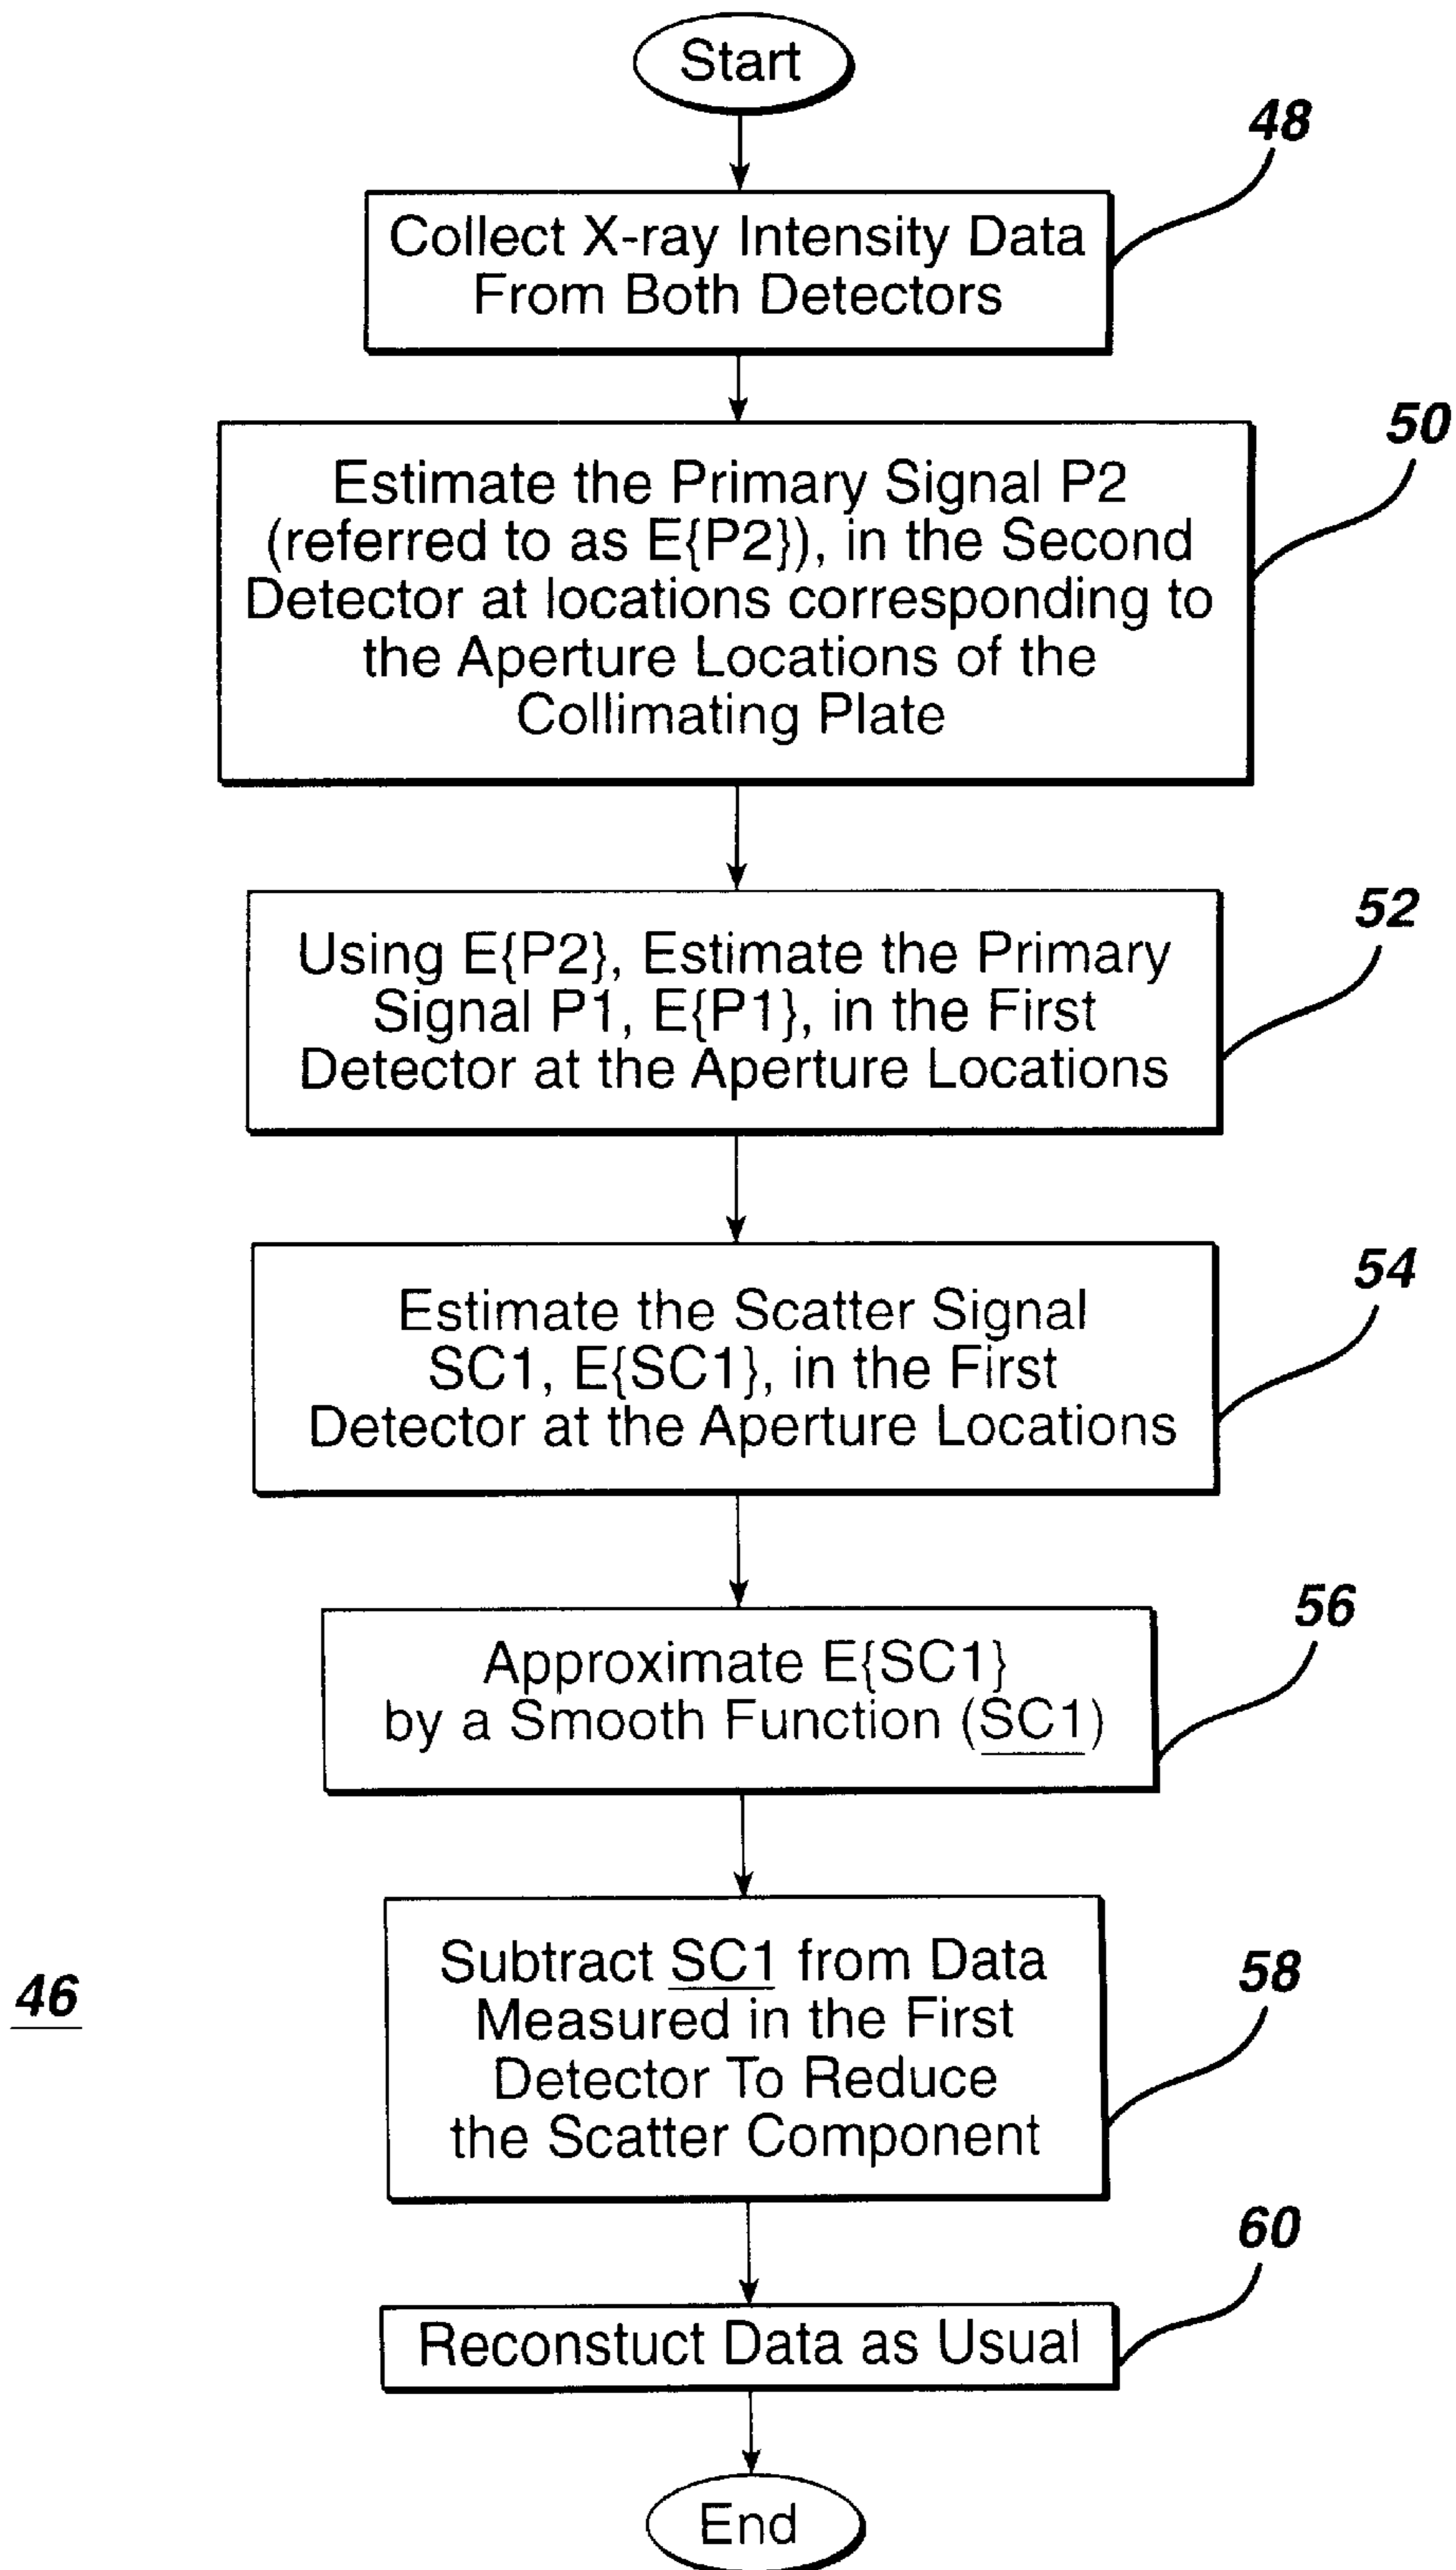 Start
48
Collect X-ray Intensity Data
From Both Detectors
50
Estimate the Primary Signal P2
(referred to as E{P2}), in the Second
Detector at locations corresponding to
the Aperture Locations of the
Collimating Plate
52
Using E{P2}, Estimate the Primary
Signal P1, E{P1}, in the First
Detector at the Aperture Locations
54
Estimate the Scatter Signal
SC1, E{SC1}, in the First
Detector at the Aperture Locations
56
Approximate E{SC1}
by a Smooth Function (SC1)
46
58
Subtract SC1 from Data
Measured in the First
Detector To Reduce
the Scatter Component
60
Reconstuct Data as Usual
End